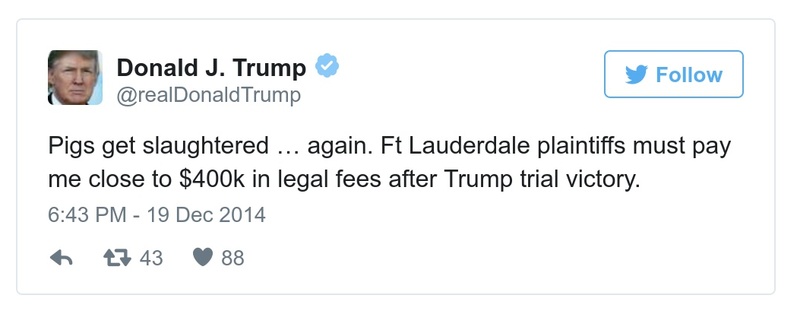 Donald J. Trump
Follow
@realDonaldTrump
Pigs get slaughtered … again. Ft Lauderdale plaintiffs must pay
me close to $400k in legal fees after Trump trial victory.
6:43 PM - 19 Dec 2014
43 88